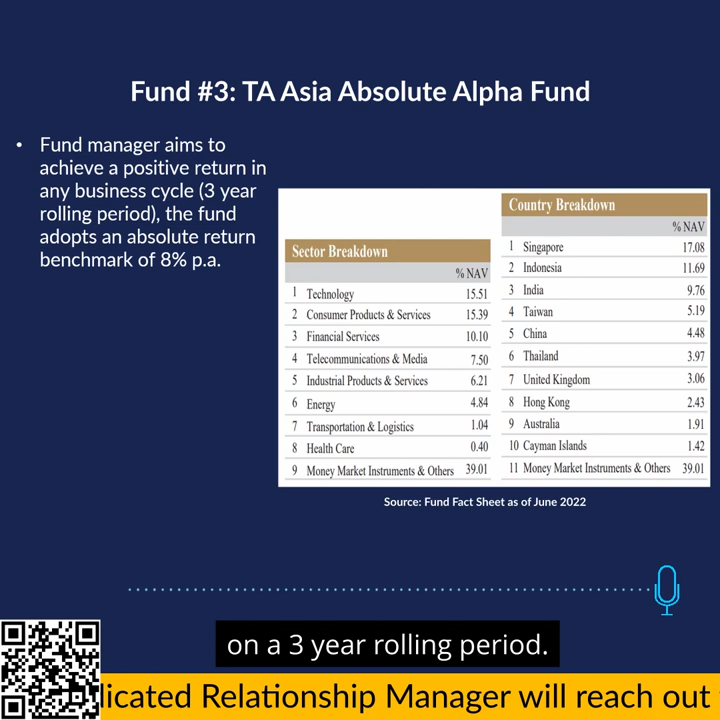 Fund #3: TA Asia Absolute Alpha Fund
• Fund manager aims to
achieve a positive return in
any business cycle (3 year
rolling period), the fund
adopts an absolute return
benchmark of 8% p.a.
Sector Breakdown
% NAV
1 Technology 15.51
2 Consumer Products & Services 15.39
3 Financial Services 10.10
4 Telecommunications & Media 7.50
5 Industrial Products & Services 6.21
6 Energy 4.84
7 Transportation & Logistics 1.04
8 Health Care 0.40
9 Money Market Instruments & Others 39.01
Country Breakdown
% NAV
1 Singapore 17.08
2 Indonesia 11.69
3 India 9.76
4 Taiwan 5.19
5 China 4.48
6 Thailand 3.97
7 United Kingdom 3.06
8 Hong Kong 2.43
9 Australia 1.91
10 Cayman Islands 1.42
11 Money Market Instruments & Others 39.01
Source: Fund Fact Sheet as of June 2022
on a 3 year rolling period.
licated Relationship Manager will reach out